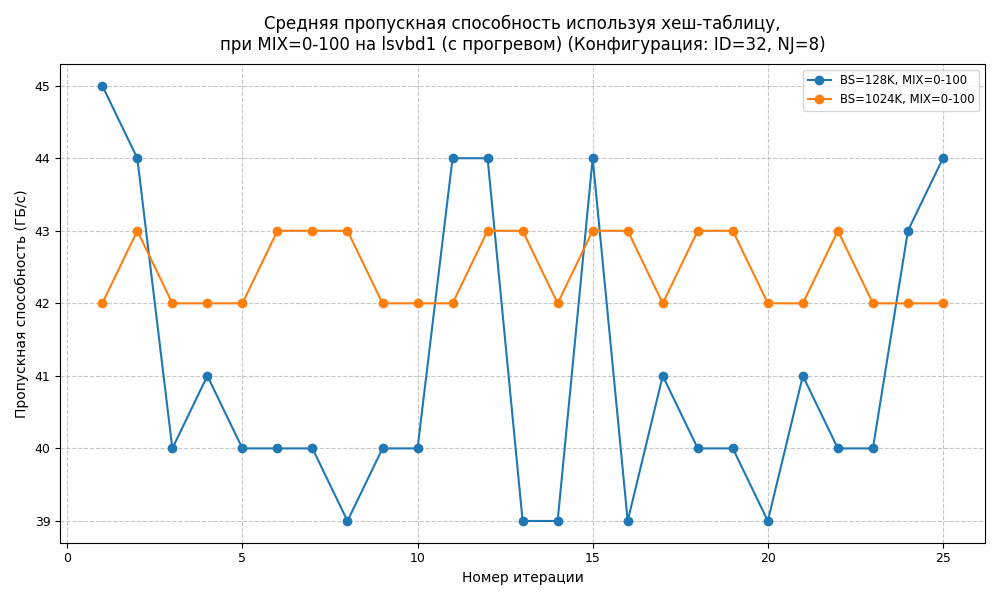 Средняя пропускная способность используя хеш-таблицу,
при MIX=0-100 на lsvbd1 (с прогревом) (Конфигурация: ID=32, NJ=8)
BS=128K, MIX=0-100
BS=1024K, MIX=0-100
Пропускная способность (ГБ/с)
45
44
43
42
41
40
39
0 5 10 15 20 25
Номер итерации